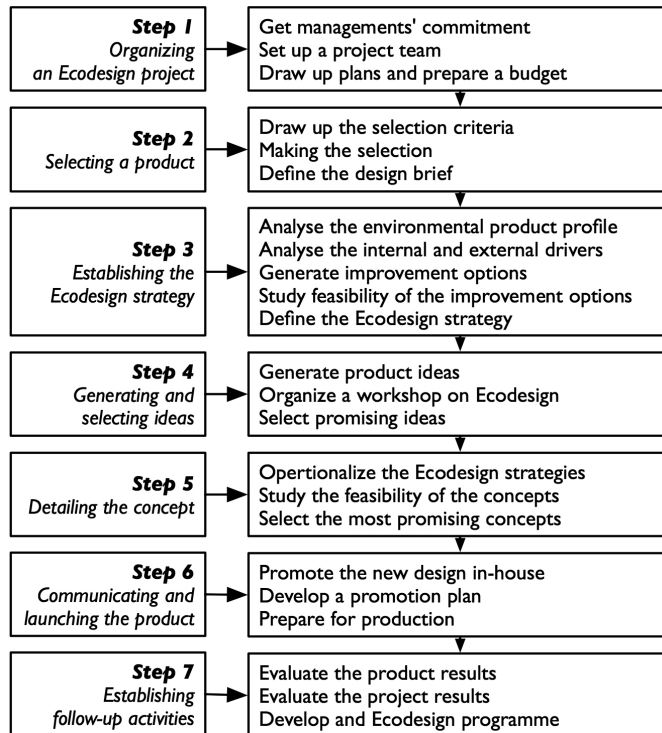 Step 1
Organizing
an Ecodesign project
Get managements' commitment
Set up a project team
Draw up plans and prepare a budget
Step 2
Selecting a product
Draw up the selection criteria
Making the selection
Define the design brief
Step 3
Establishing the
Ecodesign strategy
Analyse the environmental product profile
Analyse the internal and external drivers
Generate improvement options
Study feasibility of the improvement options
Define the Ecodesign strategy
Step 4
Generating and
selecting ideas
Generate product ideas
Organize a workshop on Ecodesign
Select promising ideas
Step 5
Detailing the concept
Opertionalize the Ecodesign strategies
Study the feasibility of the concepts
Select the most promising concepts
Step 6
Communicating and
launching the product
Promote the new design in-house
Develop a promotion plan
Prepare for production
Step 7
Establishing
follow-up activities
Evaluate the product results
Evaluate the project results
Develop and Ecodesign programme